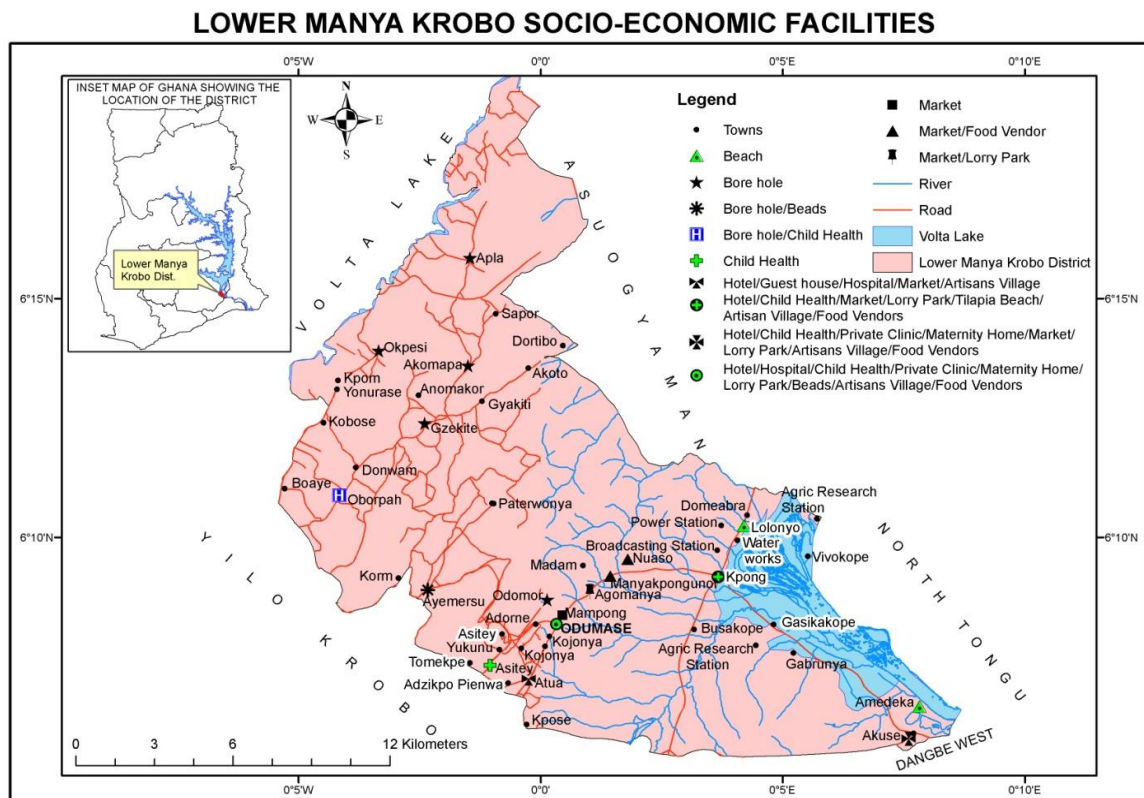 LOWER MANYA KROBO SOCIO-ECONOMIC FACILITIES
0°5'W
0°0'
0°5'E
0°10'E
INSET MAP OF GHANA SHOWING THE
LOCATION OF THE DISTRICT
Lower Manya
Krobo Dist.
N
W
E
S
Legend
Towns
Beach
Bore hole
Bore hole/Beads
H
Bore hole/Child Health
Child Health
Market
Market/Food Vendor
Market/Lorry Park
River
Road
Volta Lake
Lower Manya Krobo District
Hotel/Guest house/Hospital/Market/Artisans Village
Hotel/Child Health/Market/Lorry Park/Tilapia Beach/
Artisan Village/Food Vendors
Hotel/Child Health/Private Clinic/Maternity Home/Market/
Lorry Park/Artisans Village/Food Vendors
Hotel/Hospital/Child Health/Private Clinic/Maternity Home/
Lorry Park/Beads/Artisans Village/Food Vendors
VOLTA LAKE
ASUOGYAMAN
6°15'N
6°15'N
Apla
Sapor
Dortibo
Okpesi
Akomapa
Akoto
Kpom
Yonurase
Anomakor
Gyakiti
Kobose
Gzekite
Donwam
Boaye
H
Oborpah
Paterwonya
Agric Research
Station
Domeabra
Power Station
Lolonyo
6°10'N
6°10'N
Water
works
Broadcasting Station
Nuaso
Vivokope
Madam
Korm
Manyakpongunor
Kpong
Ayemersu
Odomor
Agomanya
Mampong
Adorne
ODUMASE
Gasikakope
Asitey
Kojonya
Busakope
Yukunu
Kojonya
Agric Research
Station
Gabrunya
Tomekpe
Asitey
Adzikpo Pienwa
Atua
Amedeka
Kpose
Akuse
YILO KROBO
NORTH TONGU
DANGBE WEST
0 3 6 12 Kilometers
0°5'W
0°0'
0°5'E
0°10'E